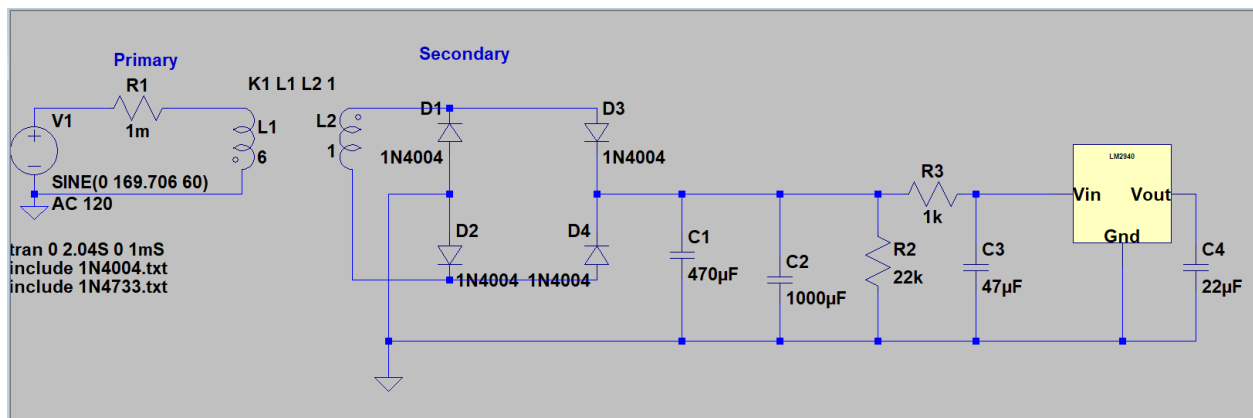 Primary
Secondary
R1
1m
K1 L1 L2 1
V1
L1
6
L2
1
D1
1N4004
D3
1N4004
SINE(0 169.706 60)
AC 120
tran 0 2.04S 0 1mS
include 1N4004.txt
include 1N4733.txt
D2
1N4004
D4
1N4004
C1
470µF
C2
1000µF
R2
22k
R3
1k
C3
47µF
LM2940
Vin
Vout
Gnd
C4
22µF